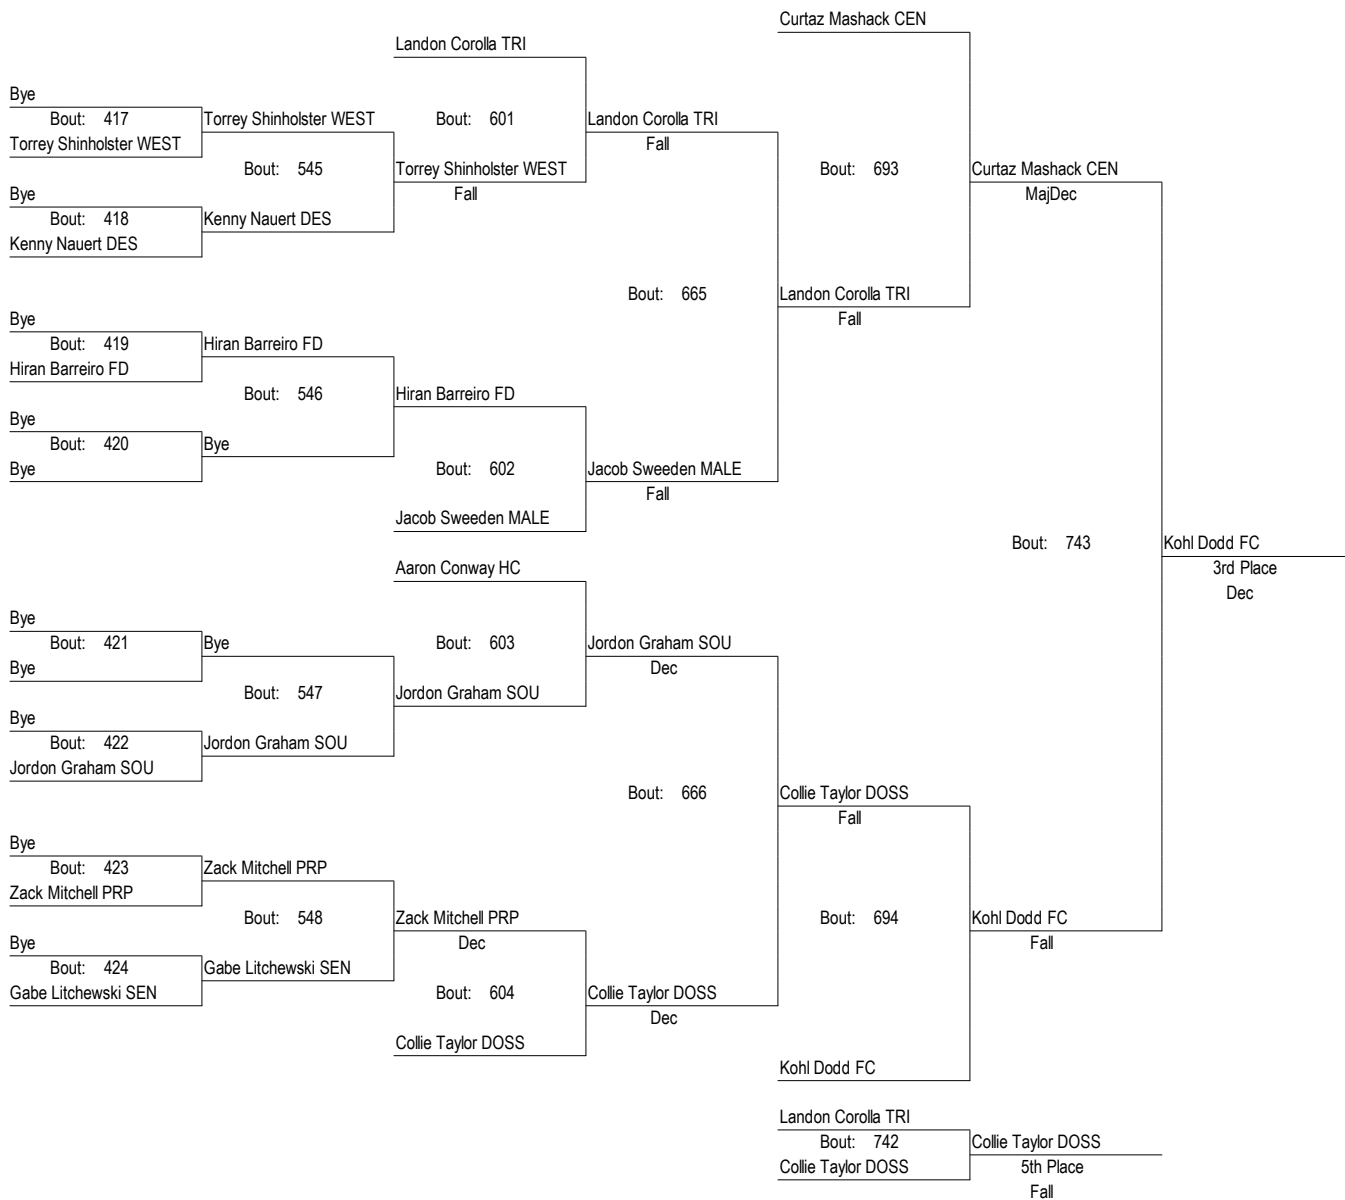 Curtaz Mashack CEN
Landon Corolla TRI
Bye
Bout: 417
Torrey Shinholster WEST
Bout: 601
Landon Corolla TRI
Torrey Shinholster WEST
Fall
Bout: 545
Torrey Shinholster WEST
Bout: 693
Curtaz Mashack CEN
Bye
Fall
MajDec
Bout: 418
Kenny Nauert DES
Kenny Nauert DES
Bout: 665
Landon Corolla TRI
Bye
Fall
Bout: 419
Hiran Barreiro FD
Hiran Barreiro FD
Bout: 546
Hiran Barreiro FD
Bye
Bout: 420
Bye
Bye
Bout: 602
Jacob Sweeden MALE
Fall
Jacob Sweeden MALE
Bout: 743
Kohl Dodd FC
Aaron Conway HC
3rd Place
Dec
Bye
Bout: 421
Bye
Bout: 603
Jordon Graham SOU
Bye
Dec
Bout: 547
Jordon Graham SOU
Bye
Bout: 422
Jordon Graham SOU
Jordon Graham SOU
Bout: 666
Collie Taylor DOSS
Fall
Bye
Bout: 423
Zack Mitchell PRP
Zack Mitchell PRP
Bout: 548
Zack Mitchell PRP
Bout: 694
Kohl Dodd FC
Bye
Dec
Fall
Bout: 424
Gabe Litchewski SEN
Gabe Litchewski SEN
Bout: 604
Collie Taylor DOSS
Dec
Collie Taylor DOSS
Kohl Dodd FC
Landon Corolla TRI
Bout: 742
Collie Taylor DOSS
Collie Taylor DOSS
5th Place
Fall